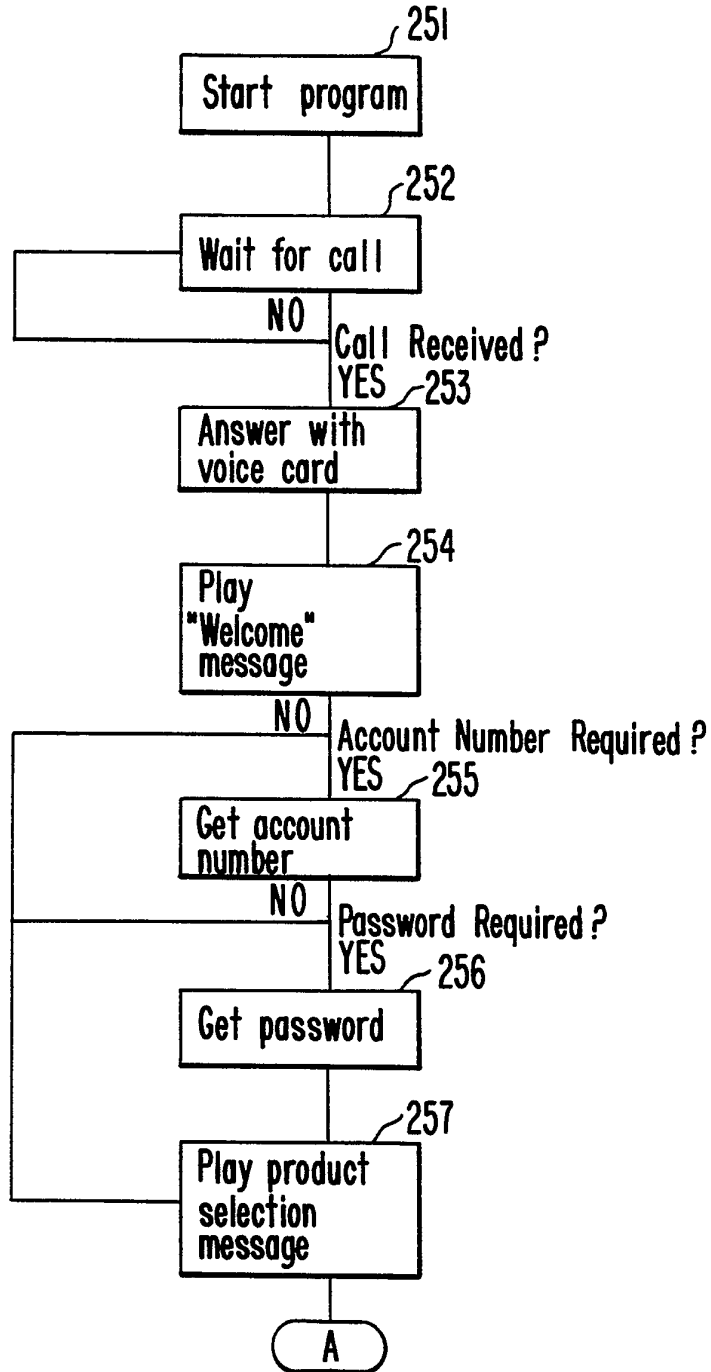 251
Start program
252
Wait for call
NO
Call Received?
YES
253
Answer with
voice card
254
Play
"Welcome"
message
NO
Account Number Required?
YES
255
Get account
number
NO
Password Required?
YES
256
Get password
257
Play product
selection
message
A